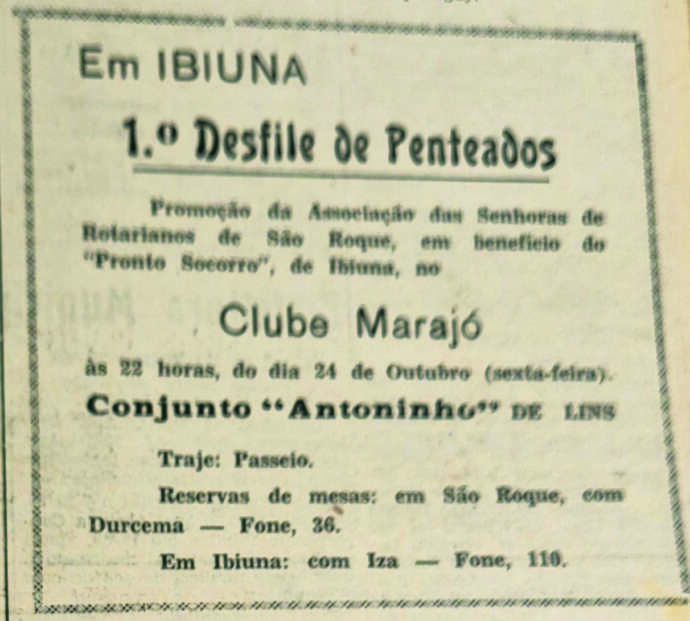 Em IBIUNA
1.º Desfile de Penteados
Promoção da Associação das Senhoras de
Rotarianos de São Roque, em beneficio do
"Pronto Socorro", de Ibiuna, no
Clube Marajó
às 22 horas, do dia 24 de Outubro (sexta-feira).
Conjunto "Antoninho" DE LINS
Traje: Passeio.
Reservas de mesas: em São Roque, com
Durcema — Fone, 36.
Em Ibiuna: com Iza — Fone, 110.